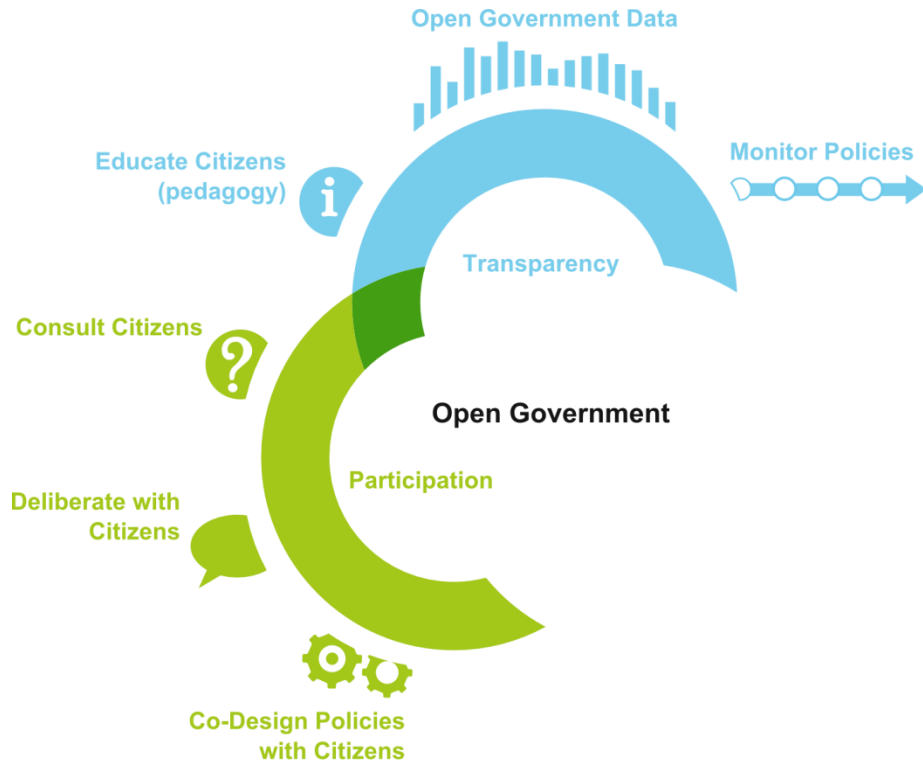 Open Government Data
Educate Citizens
(pedagogy)
i
Monitor Policies
Transparency
Consult Citizens
?
Open Government
Participation
Deliberate with
Citizens
Co-Design Policies
with Citizens